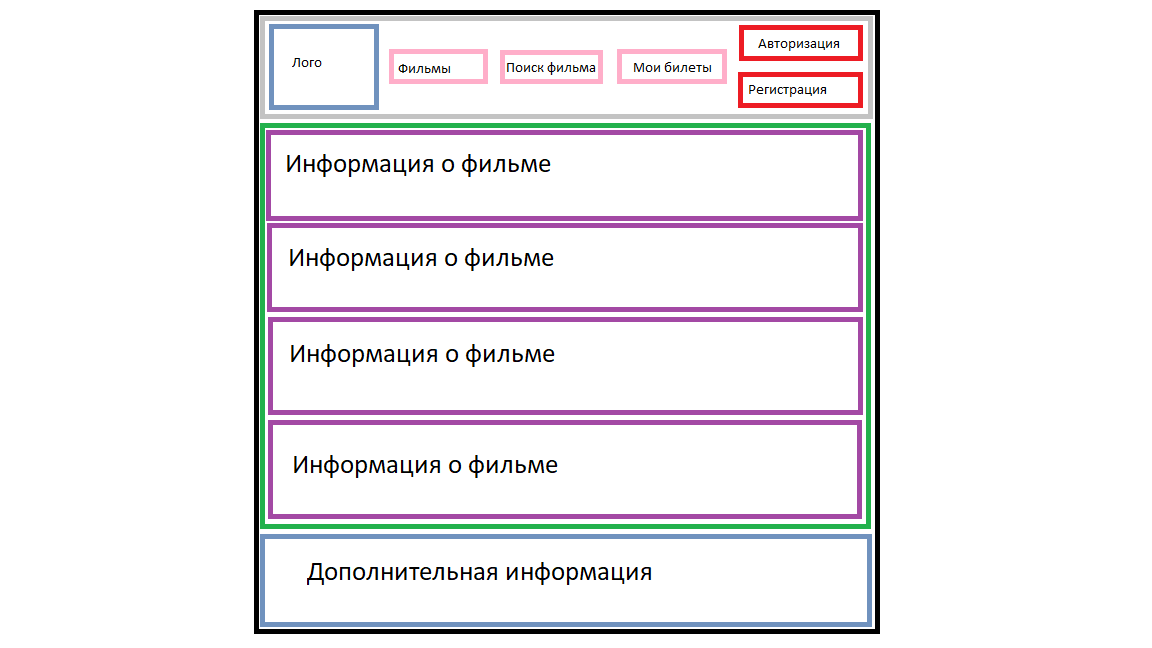 Лого
Фильмы
Поиск фильма
Мои билеты
Авторизация
Регистрация
Информация о фильме
Информация о фильме
Информация о фильме
Информация о фильме
Дополнительная информация